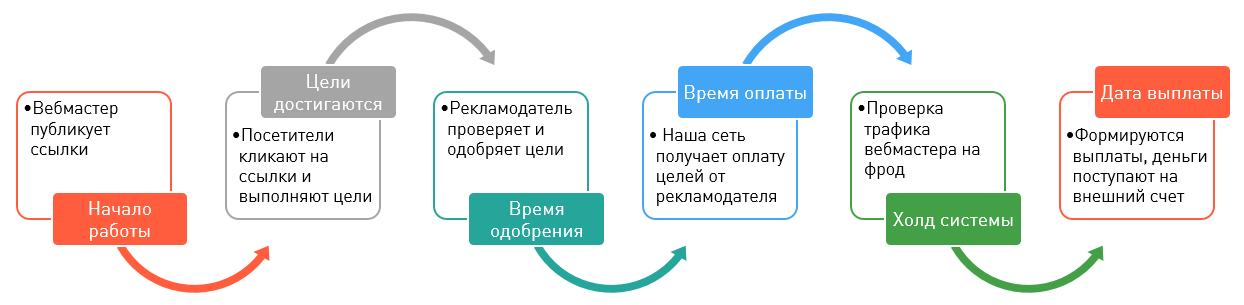 •Вебмастер
публикует
ссылки
Начало
работы
Цели
достигаются
•Посетители
кликают на
ссылки и
выполняют цели
•Рекламодатель
проверяет и
одобряет цели
Время
одобрения
Время оплаты
• Наша сеть
получает оплату
целей от
рекламодателя
•Проверка
трафика
вебмастера на
фрод
Холд системы
Дата выплаты
•Формируются
выплаты, деньги
поступают на
внешний счет